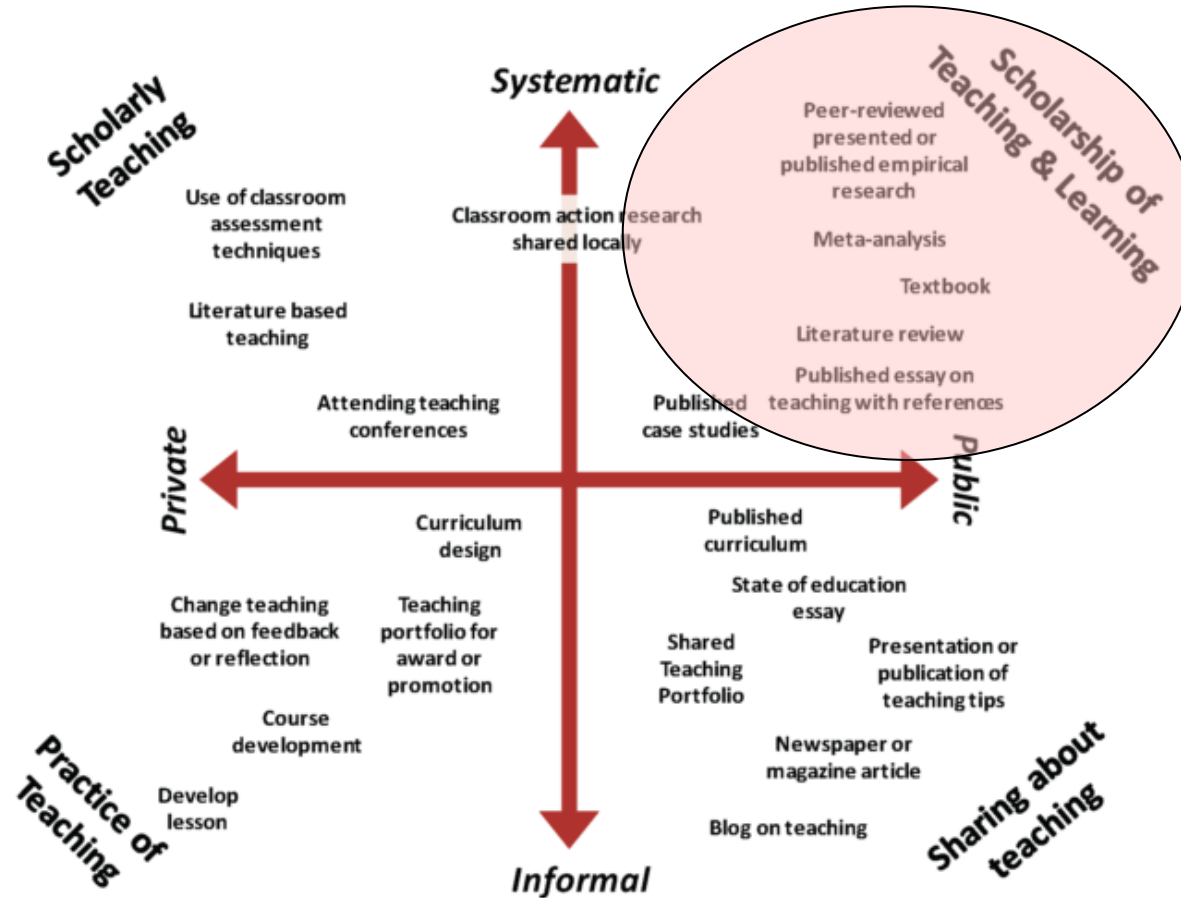 Systematic
Scholarly
Teaching
Scholarship of
Teaching & Learning
Peer-reviewed
presented or
published empirical
research
Use of classroom
assessment
techniques
Classroom action research
shared locally
Meta-analysis
Textbook
Literature based
teaching
Literature review
Attending teaching
conferences
Published
case studies
Published essay on
teaching with references
Private
Public
Curriculum
design
Published
curriculum
State of education
essay
Change teaching
based on feedback
or reflection
Teaching
portfolio for
award or
promotion
Shared
Teaching
Portfolio
Presentation or
publication of
teaching tips
Course
development
Newspaper or
magazine article
Develop
lesson
Blog on teaching
Practice of
Teaching
Sharing about
teaching
Informal